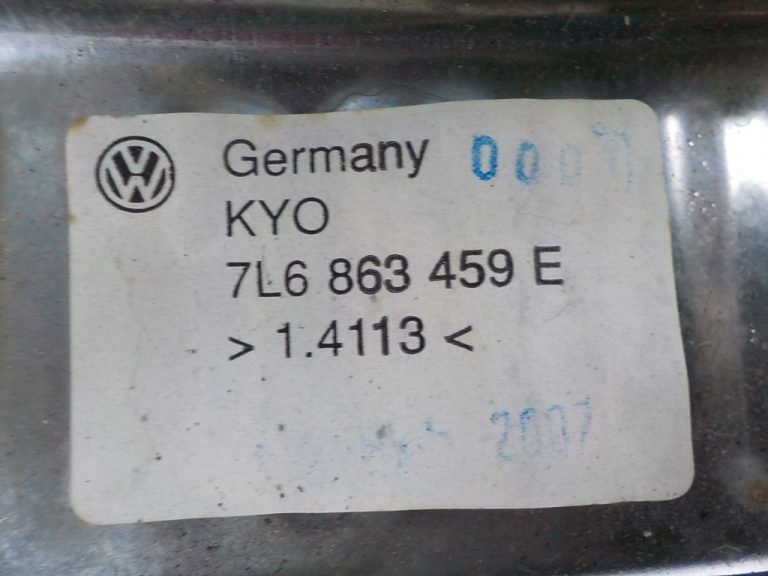 Germany
KYO
7L6 863 459 E
> 1.4113 <
2007